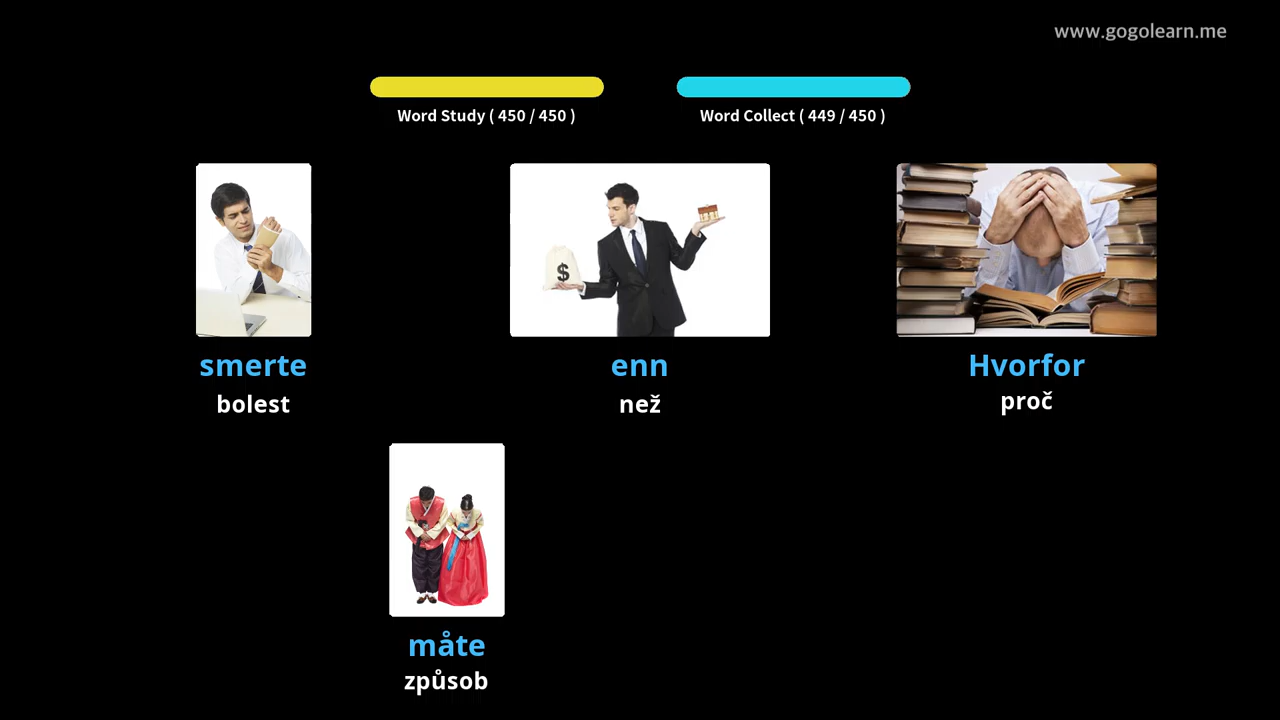 www.gogolearn.me
Word Study ( 450 / 450 )
Word Collect ( 449 / 450 )
$
smerte
bolest
enn
než
Hvorfor
proč
måte
způsob